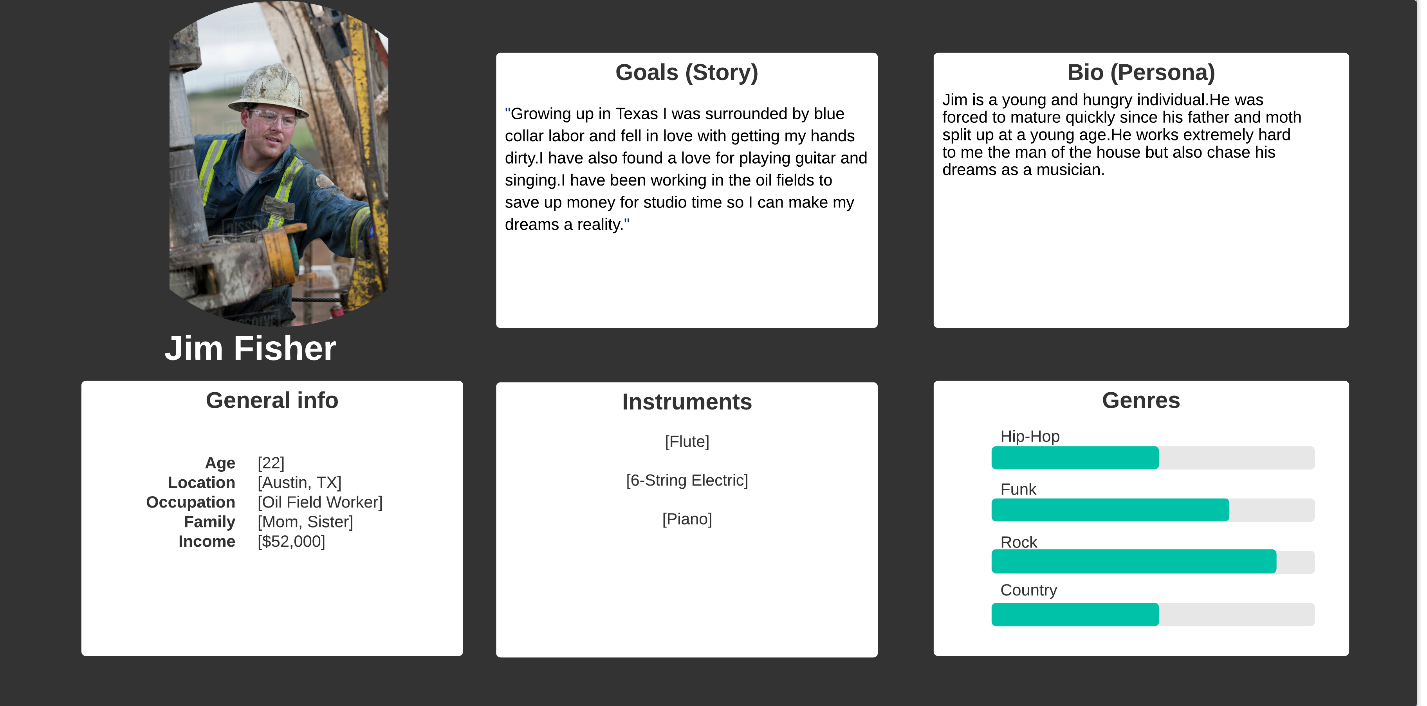 Jim Fisher
Goals (Story)
"Growing up in Texas I was surrounded by blue
collar labor and fell in love with getting my hands
dirty.I have also found a love for playing guitar and
singing.I have been working in the oil fields to
save up money for studio time so I can make my
dreams a reality."
Bio (Persona)
Jim is a young and hungry individual.He was
forced to mature quickly since his father and moth
split up at a young age.He works extremely hard
to me the man of the house but also chase his
dreams as a musician.
General info
Age [22]
Location [Austin, TX]
Occupation [Oil Field Worker]
Family [Mom, Sister]
Income [$52,000]
Instruments
[Flute]
[6-String Electric]
[Piano]
Genres
Hip-Hop
Funk
Rock
Country